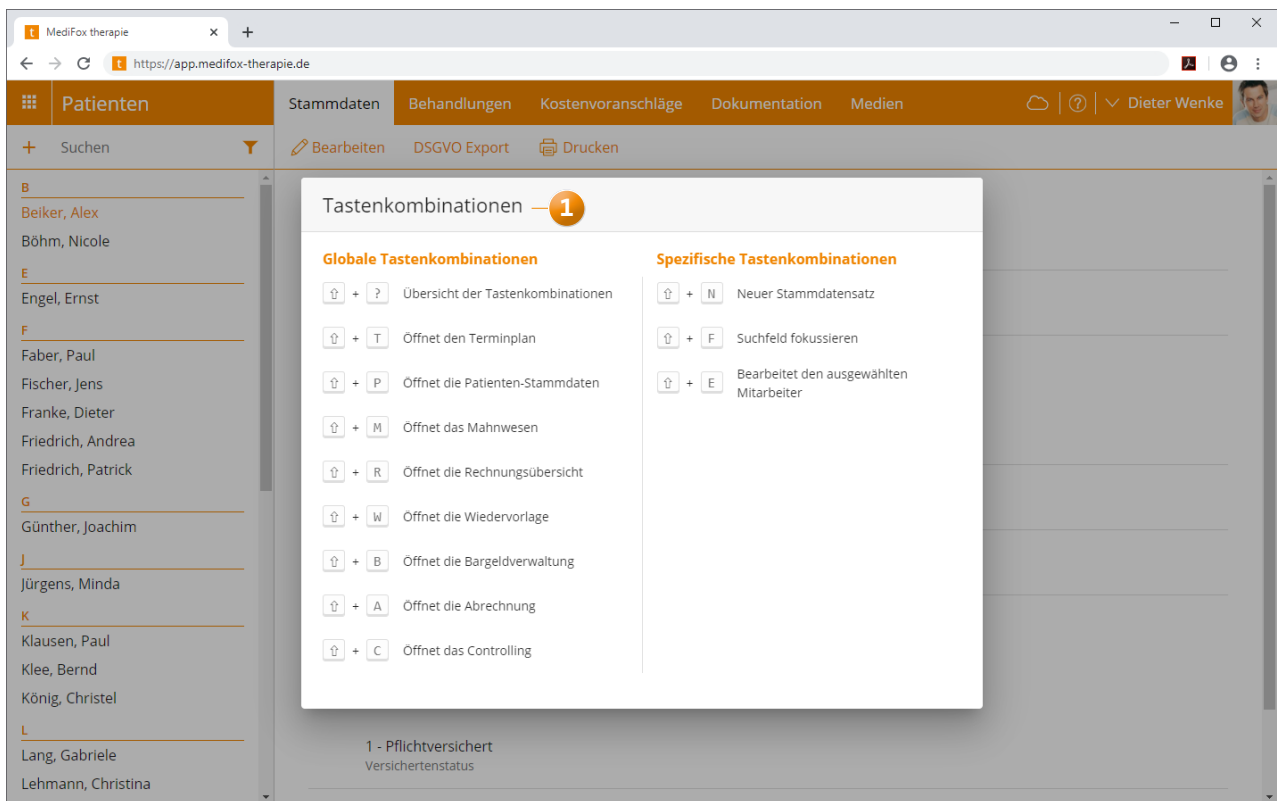 MediFox therapie
https://app.medifox-therapie.de
Patienten
Stammdaten Behandlungen Kostenvoranschläge Dokumentation Medien
Dieter Wenke
Suchen
Bearbeiten DSGVO Export Drucken
B
Beiker, Alex
Böhm, Nicole
E
Engel, Ernst
F
Faber, Paul
Fischer, Jens
Franke, Dieter
Friedrich, Andrea
Friedrich, Patrick
G
Günther, Joachim
J
Jürgens, Minda
K
Klausen, Paul
Klee, Bernd
König, Christel
L
Lang, Gabriele
Lehmann, Christina
Tastenkombinationen
1
Globale Tastenkombinationen
⇧ + ? Übersicht der Tastenkombinationen
⇧ + T Öffnet den Terminplan
⇧ + P Öffnet die Patienten-Stammdaten
⇧ + M Öffnet das Mahnwesen
⇧ + R Öffnet die Rechnungsübersicht
⇧ + W Öffnet die Wiedervorlage
⇧ + B Öffnet die Bargeldverwaltung
⇧ + A Öffnet die Abrechnung
⇧ + C Öffnet das Controlling
Spezifische Tastenkombinationen
⇧ + N Neuer Stammdatensatz
⇧ + F Suchfeld fokussieren
⇧ + E Bearbeitet den ausgewählten
Mitarbeiter
1 - Pflichtversichert
Versichertenstatus